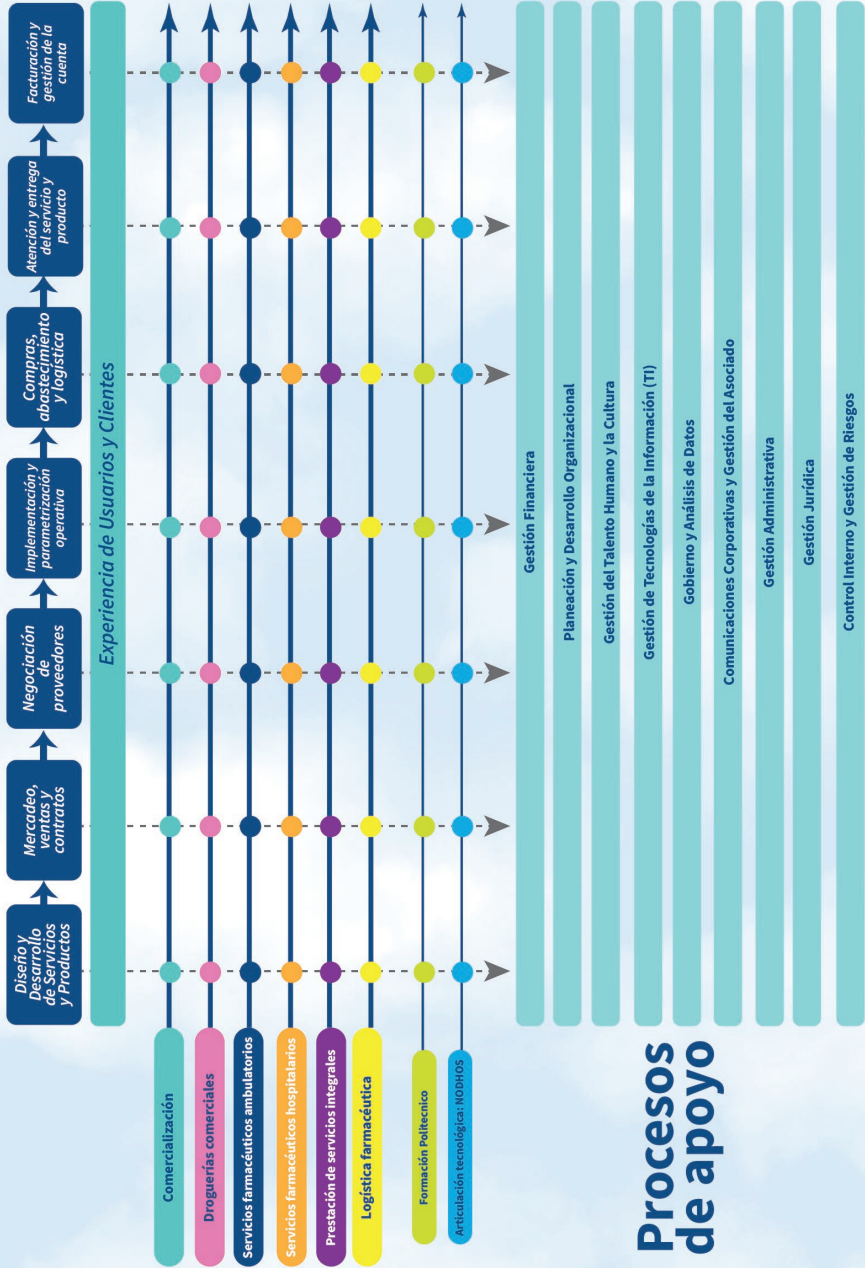 Diseño y
Desarrollo
de Servicios
y Productos
Mercadeo,
ventas y
contratos
Negociación
de
proveedores
Implementación y
parametrización
operativa
Compras,
abastecimiento
y logística
Atención y entrega
del servicio y
producto
Facturación y
gestión de la
cuenta
Experiencia de Usuarios y Clientes
Comercialización
Droguerías comerciales
Servicios farmacéuticos ambulatorios
Servicios farmacéuticos hospitalarios
Prestación de servicios integrales
Logística farmacéutica
Formación Politecnico
Articulación tecnológica: NODHOS
Procesos
de apoyo
Gestión Financiera
Planeación y Desarrollo Organizacional
Gestión del Talento Humano y la Cultura
Gestión de Tecnologías de la Información (TI)
Gobierno y Análisis de Datos
Comunicaciones Corporativas y Gestión del Asociado
Gestión Administrativa
Gestión Jurídica
Control Interno y Gestión de Riesgos